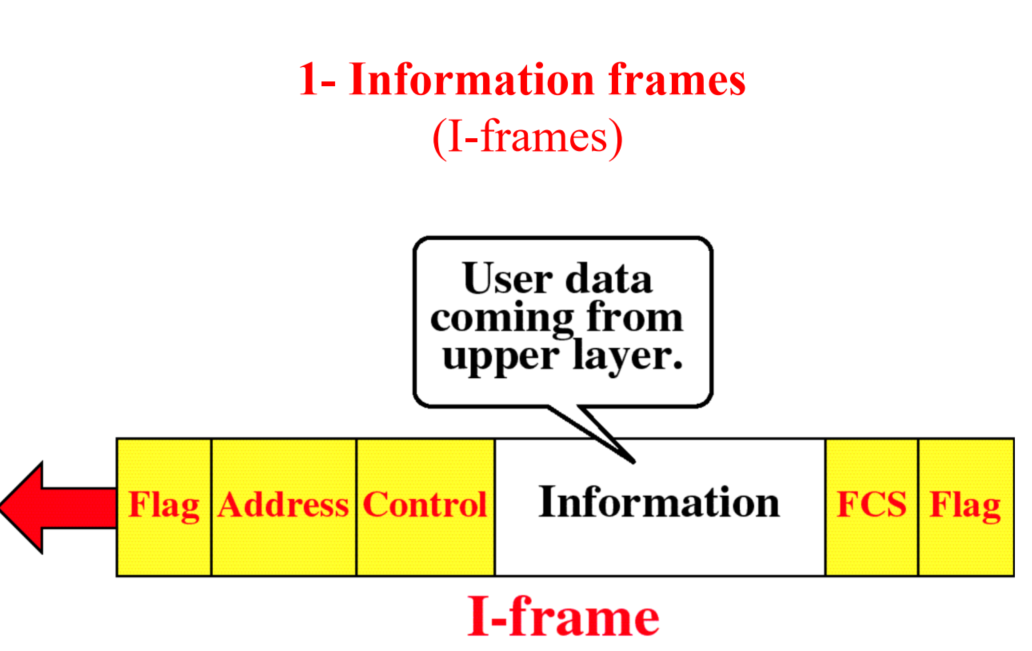 1- Information frames
(I-frames)
User data
coming from
upper layer.
Flag Address Control Information FCS Flag
I-frame